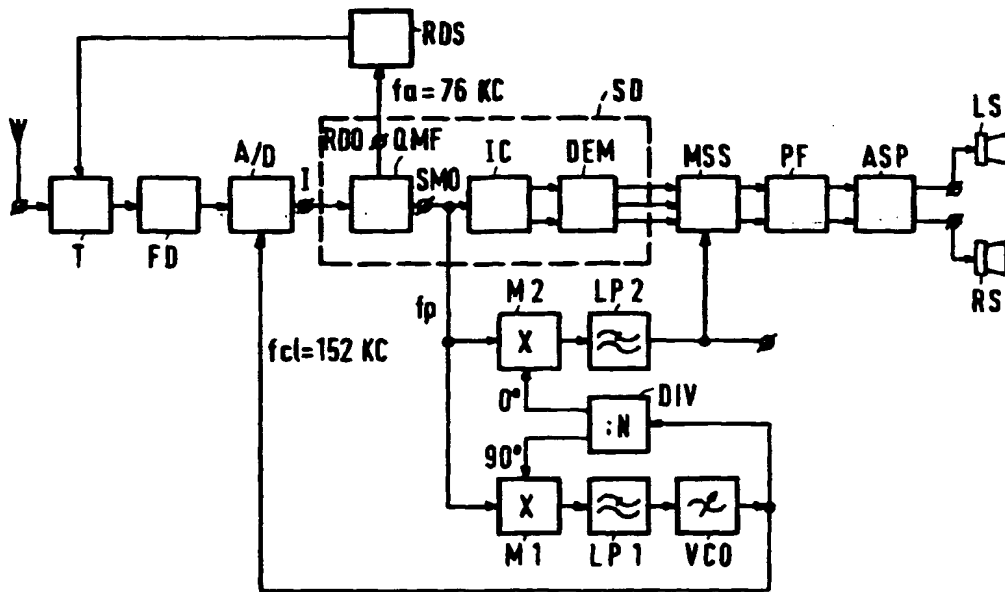 RDS
fa=76 KC
SD
LS
A/D
I
RDO
QMF
SMO
IC
DEM
MSS
PF
ASP
T
FD
RS
fp
M2
LP2
X
fcl=152 KC
0°
DIV
:N
90°
X
M1
LP1
VCO